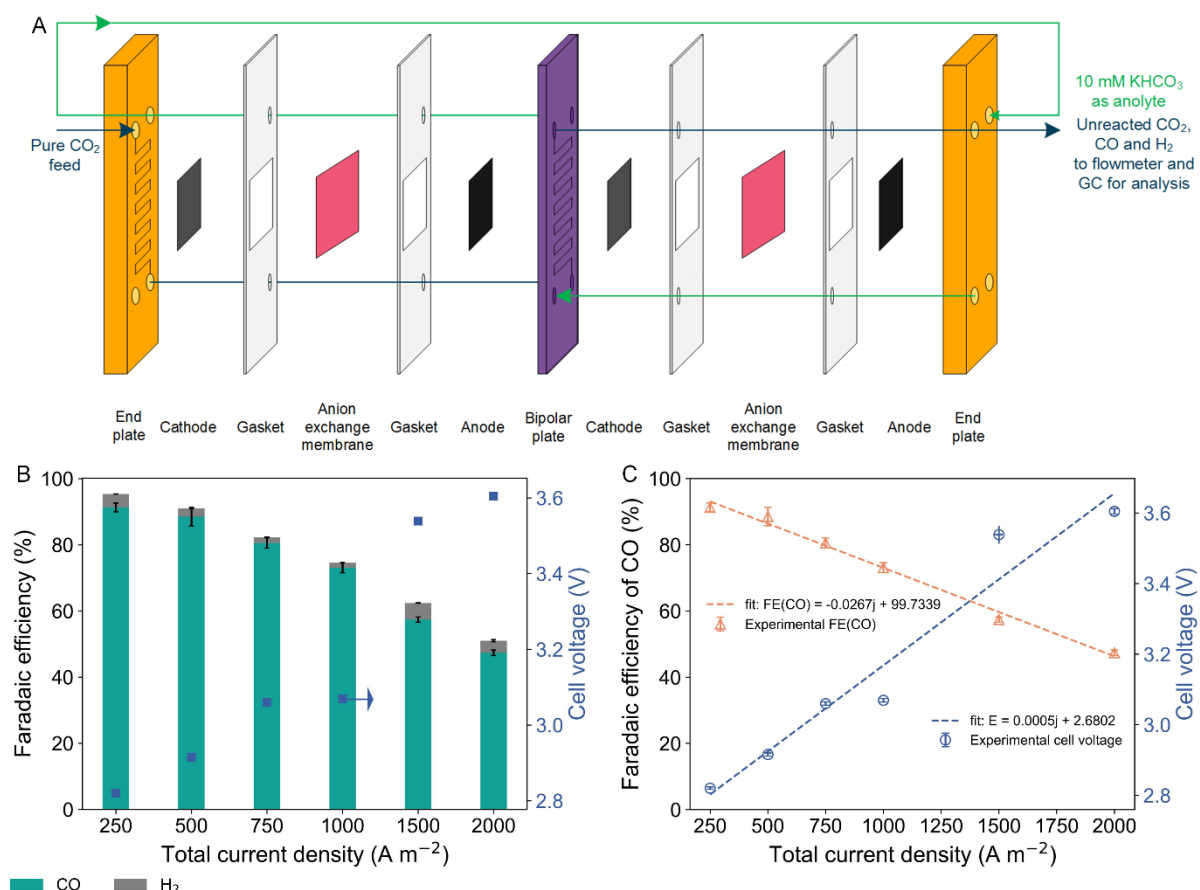 A
10 mM KHCO₃
as anolyte
Pure CO₂
feed
Unreacted CO₂,
CO and H₂
to flowmeter and
GC for analysis
End
plate
Cathode
Gasket
Anion
exchange
membrane
Gasket
Anode
Bipolar
plate
Cathode
Gasket
Anion
exchange
membrane
Gasket
Anode
End
plate
B
Faradaic efficiency (%)
100
80
60
40
20
0
3.6
3.4
3.2
3.0
2.8
Cell voltage (V)
250 500 750 1000 1500 2000
Total current density (A m⁻²)
CO H₂
C
Faradaic efficiency of CO (%)
100
80
60
40
20
0
fit: FE(CO) = -0.0267j + 99.7339
Experimental FE(CO)
fit: E = 0.0005j + 2.6802
Experimental cell voltage
3.6
3.4
3.2
3.0
2.8
Cell voltage (V)
250 500 750 1000 1250 1500 1750 2000
Total current density (A m⁻²)